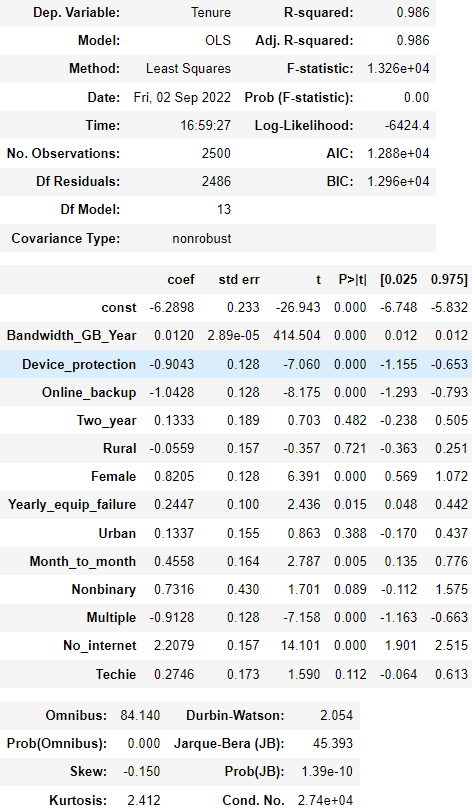 Dep. Variable: Tenure R-squared: 0.986
Model: OLS Adj. R-squared: 0.986
Method: Least Squares F-statistic: 1.326e+04
Date: Fri, 02 Sep 2022 Prob (F-statistic): 0.00
Time: 16:59:27 Log-Likelihood: -6424.4
No. Observations: 2500 AIC: 1.288e+04
Df Residuals: 2486 BIC: 1.296e+04
Df Model: 13
Covariance Type: nonrobust
coef std err t P>|t| [0.025 0.975]
const -6.2898 0.233 -26.943 0.000 -6.748 -5.832
Bandwidth_GB_Year 0.0120 2.89e-05 414.504 0.000 0.012 0.012
Device_protection -0.9043 0.128 -7.060 0.000 -1.155 -0.653
Online_backup -1.0428 0.128 -8.175 0.000 -1.293 -0.793
Two_year 0.1333 0.189 0.703 0.482 -0.238 0.505
Rural -0.0559 0.157 -0.357 0.721 -0.363 0.251
Female 0.8205 0.128 6.391 0.000 0.569 1.072
Yearly_equip_failure 0.2447 0.100 2.436 0.015 0.048 0.442
Urban 0.1337 0.155 0.863 0.388 -0.170 0.437
Month_to_month 0.4558 0.164 2.787 0.005 0.135 0.776
Nonbinary 0.7316 0.430 1.701 0.089 -0.112 1.575
Multiple -0.9128 0.128 -7.158 0.000 -1.163 -0.663
No_internet 2.2079 0.157 14.101 0.000 1.901 2.515
Techie 0.2746 0.173 1.590 0.112 -0.064 0.613
Omnibus: 84.140 Durbin-Watson: 2.054
Prob(Omnibus): 0.000 Jarque-Bera (JB): 45.393
Skew: -0.150 Prob(JB): 1.39e-10
Kurtosis: 2.412 Cond. No. 2.74e+04